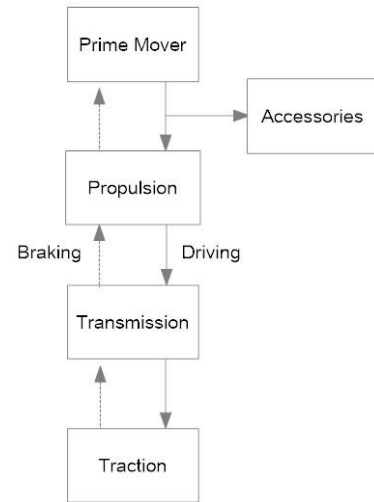 Prime Mover
Accessories
Propulsion
Braking
Driving
Transmission
Traction